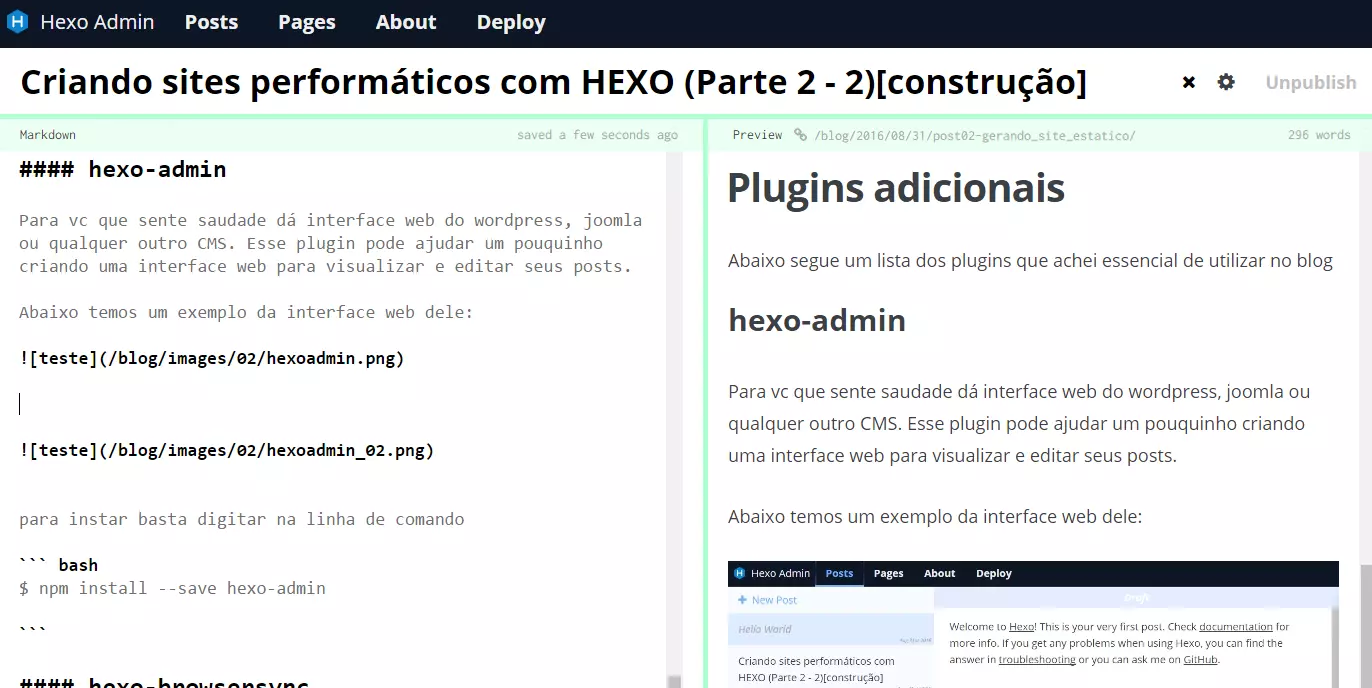 Hexo Admin Posts Pages About Deploy
Criando sites performáticos com HEXO (Parte 2 - 2)[construção] Unpublish
Markdown saved a few seconds ago
#### hexo-admin
Para vc que sente saudade dá interface web do wordpress, joomla
ou qualquer outro CMS. Esse plugin pode ajudar um pouquinho
criando uma interface web para visualizar e editar seus posts.
Abaixo temos um exemplo da interface web dele:
![teste](/blog/images/02/hexoadmin.png)
![teste](/blog/images/02/hexoadmin_02.png)
para instar basta digitar na linha de comando
``` bash
$ npm install --save hexo-admin
```
#### hexo-browsersync
Preview /blog/2016/08/31/post02-gerando_site_estatico/ 296 words
Plugins adicionais
Abaixo segue um lista dos plugins que achei essencial de utilizar no blog
hexo-admin
Para vc que sente saudade dá interface web do wordpress, joomla ou
qualquer outro CMS. Esse plugin pode ajudar um pouquinho criando
uma interface web para visualizar e editar seus posts.
Abaixo temos um exemplo da interface web dele:
Hexo Admin Posts Pages About Deploy
+ New Post
Draft
Hello World
Criando sites performáticos com
HEXO (Parte 2 - 2)[construção]
Welcome to Hexo! This is your very first post. Check documentation for
more info. If you get any problems when using Hexo, you can find the
answer in troubleshooting or you can ask me on GitHub.